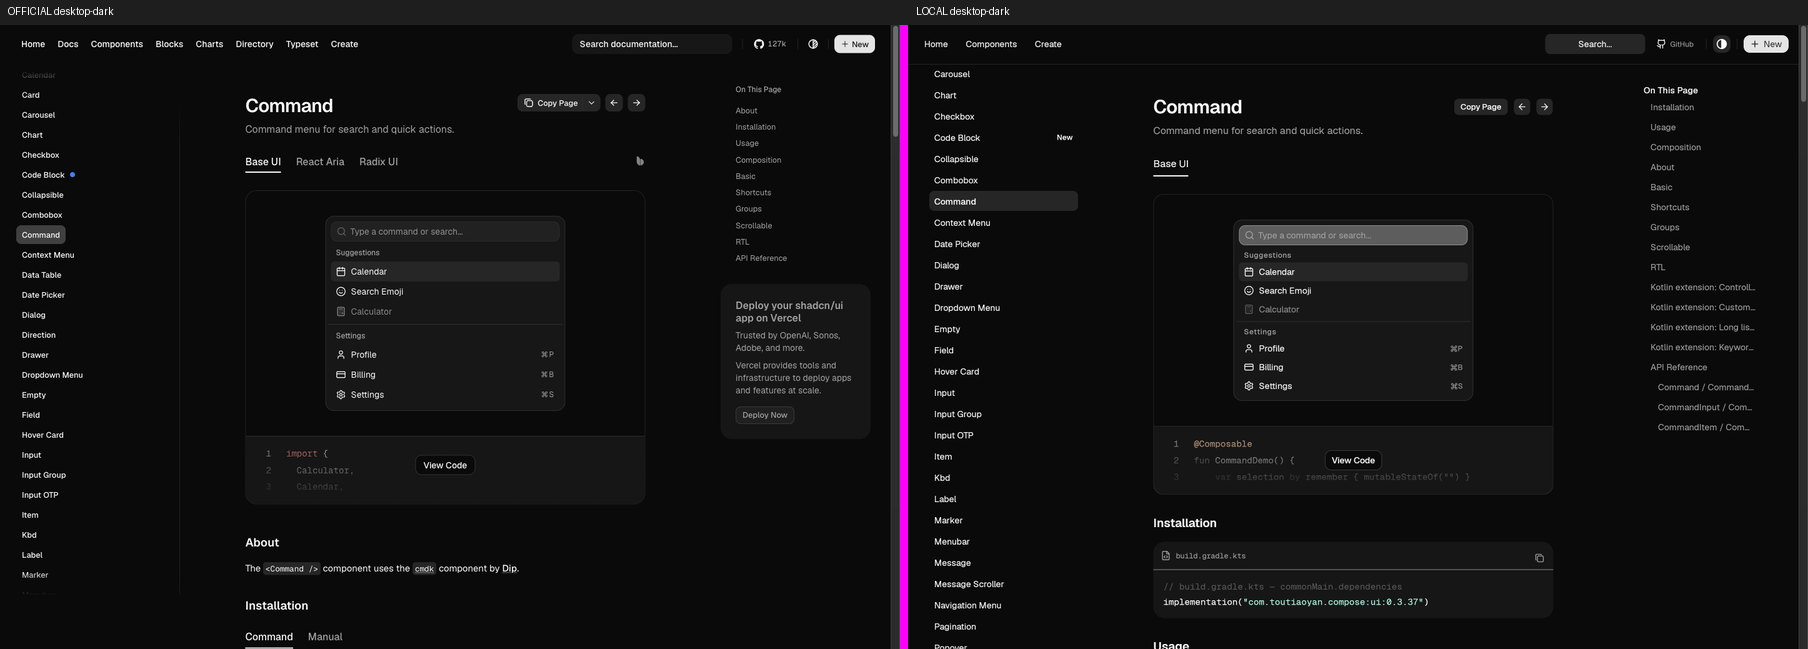 OFFICIAL desktop-dark
Home Docs Components Blocks Charts Directory Typeset Create
Search documentation...
127k
+ New
Calendar
Card
Carousel
Chart
Checkbox
Code Block
Collapsible
Combobox
Command
Context Menu
Data Table
Date Picker
Dialog
Direction
Drawer
Dropdown Menu
Empty
Field
Hover Card
Input
Input Group
Input OTP
Item
Kbd
Label
Marker
Command
Copy Page
Command menu for search and quick actions.
Base UI React Aria Radix UI
Type a command or search...
Suggestions
Calendar
Search Emoji
Calculator
Settings
Profile ⌘P
Billing ⌘B
Settings ⌘S
1 import {
2 Calculator,
3 Calendar,
View Code
About
The <Command /> component uses the cmdk component by Dip.
Installation
Command Manual
On This Page
About
Installation
Usage
Composition
Basic
Shortcuts
Groups
Scrollable
RTL
API Reference
Deploy your shadcn/ui
app on Vercel
Trusted by OpenAI, Sonos,
Adobe, and more.
Vercel provides tools and
infrastructure to deploy apps
and features at scale.
Deploy Now
LOCAL desktop-dark
Home Components Create
Search...
GitHub
+ New
Carousel
Chart
Checkbox
Code Block New
Collapsible
Combobox
Command
Context Menu
Date Picker
Dialog
Drawer
Dropdown Menu
Empty
Field
Hover Card
Input
Input Group
Input OTP
Item
Kbd
Label
Marker
Menubar
Message
Message Scroller
Navigation Menu
Pagination
Popover
Command
Copy Page
Command menu for search and quick actions.
Base UI
Type a command or search...
Suggestions
Calendar
Search Emoji
Calculator
Settings
Profile ⌘P
Billing ⌘B
Settings ⌘S
1 @Composable
2 fun CommandDemo() {
3 var selection by remember { mutableStateOf("") }
View Code
Installation
build.gradle.kts
// build.gradle.kts — commonMain.dependencies
implementation("com.toutiaoyan.compose:ui:0.3.37")
Usage
On This Page
Installation
Usage
Composition
About
Basic
Shortcuts
Groups
Scrollable
RTL
Kotlin extension: Controll...
Kotlin extension: Custom...
Kotlin extension: Long lis...
Kotlin extension: Keywor...
API Reference
Command / Command...
CommandInput / Com...
CommandItem / Com...